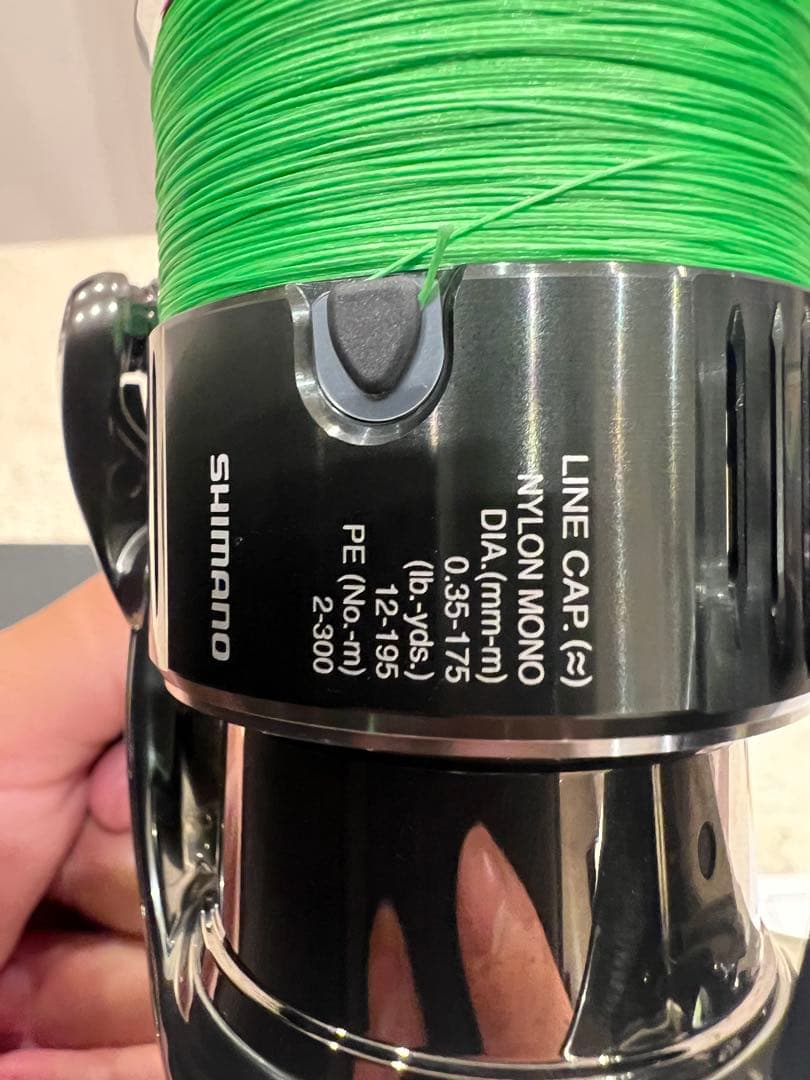 LINE CAP. (≈)
NYLON MONO
DIA.(mm-m)
0.35-175
(lb.-yds.)
12-195
PE (No.-m)
2-300
SHIMANO